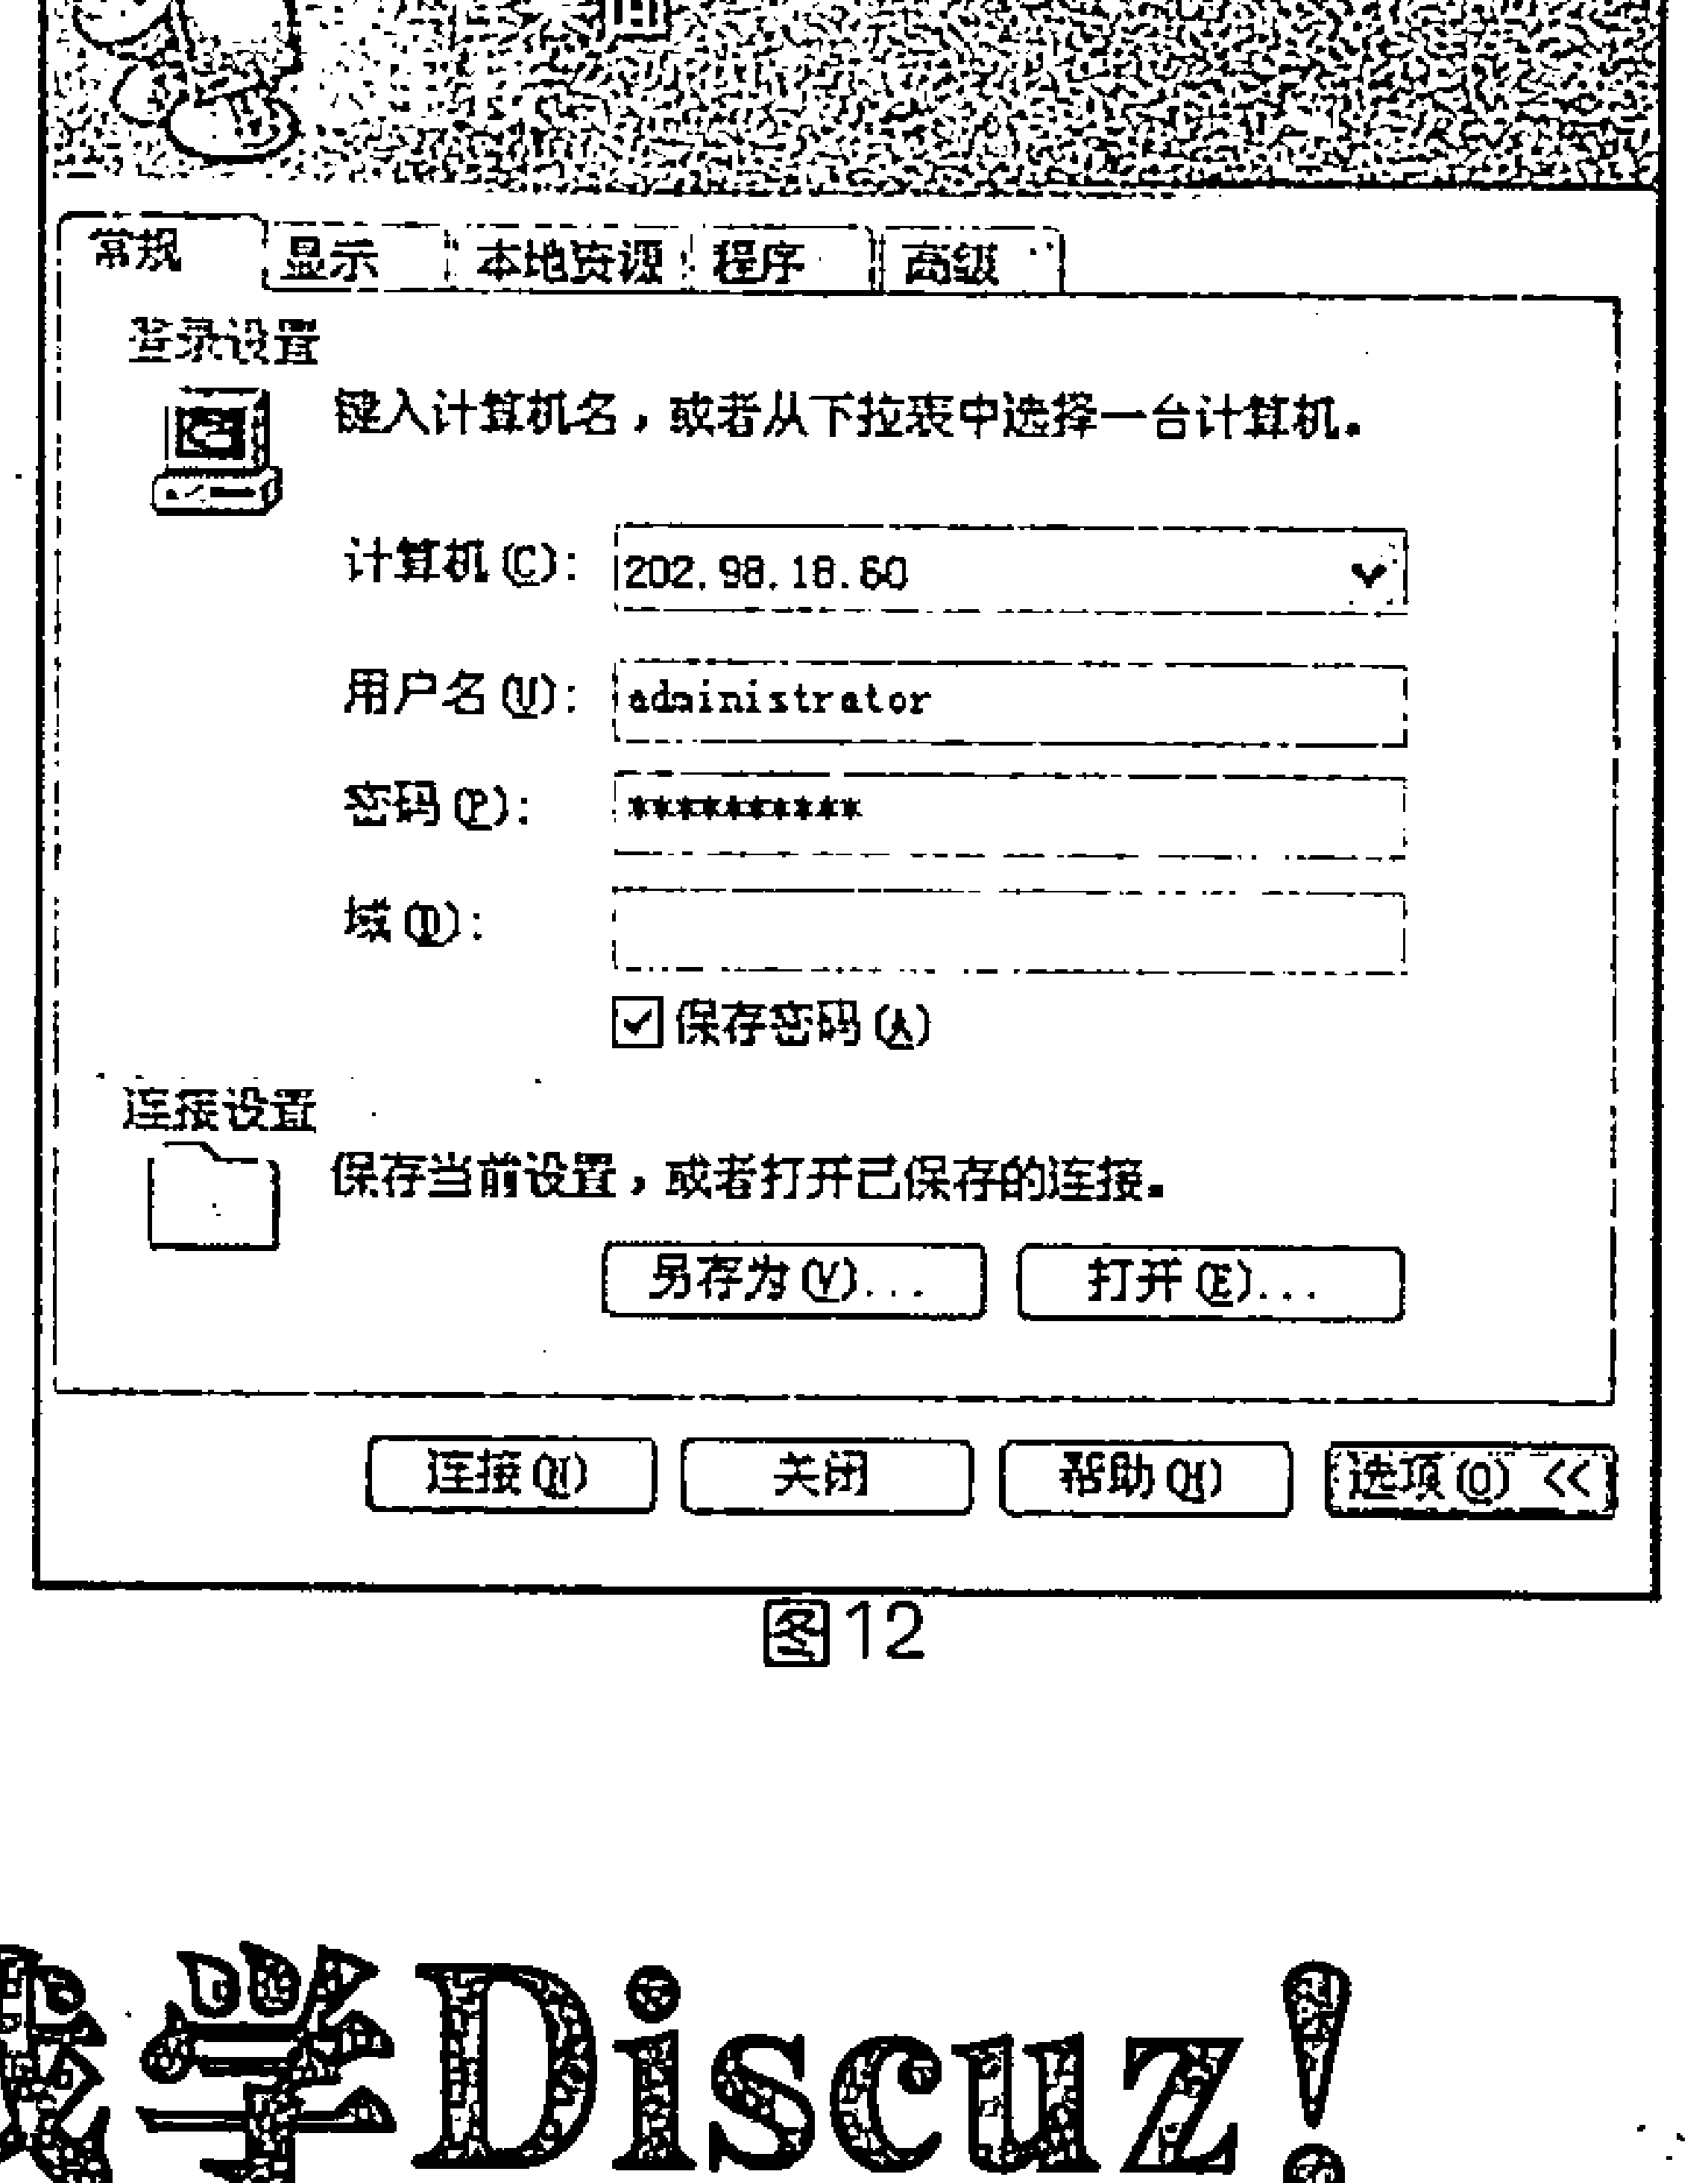 常规 显示 本地资源 程序 高级
登录设置
键入计算机名，或者从下拉表中选择一台计算机。
计算机(C): 202.98.18.60
用户名(U): administrator
密码(P): **********
域(D):
保存密码(A)
连接设置
保存当前设置，或者打开已保存的连接。
另存为(V)... 打开(E)...
连接(N) 关闭 帮助(H) 选项(O) <<
图12
学Discuz!